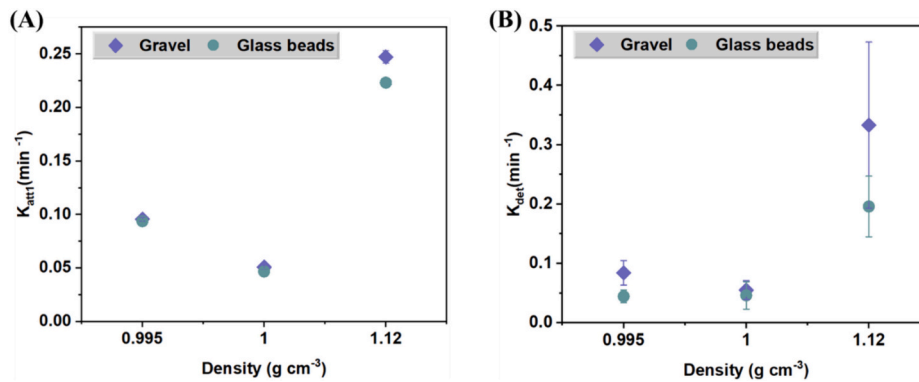 (A)
Gravel Glass beads
0.25
0.20
0.15
0.10
0.05
0.00
K_att1(min ⁻¹)
0.995 1 1.12
Density (g cm⁻³)
(B)
Gravel Glass beads
0.5
0.4
0.3
0.2
0.1
0.0
K_det(min ⁻¹)
0.995 1 1.12
Density (g cm⁻³)